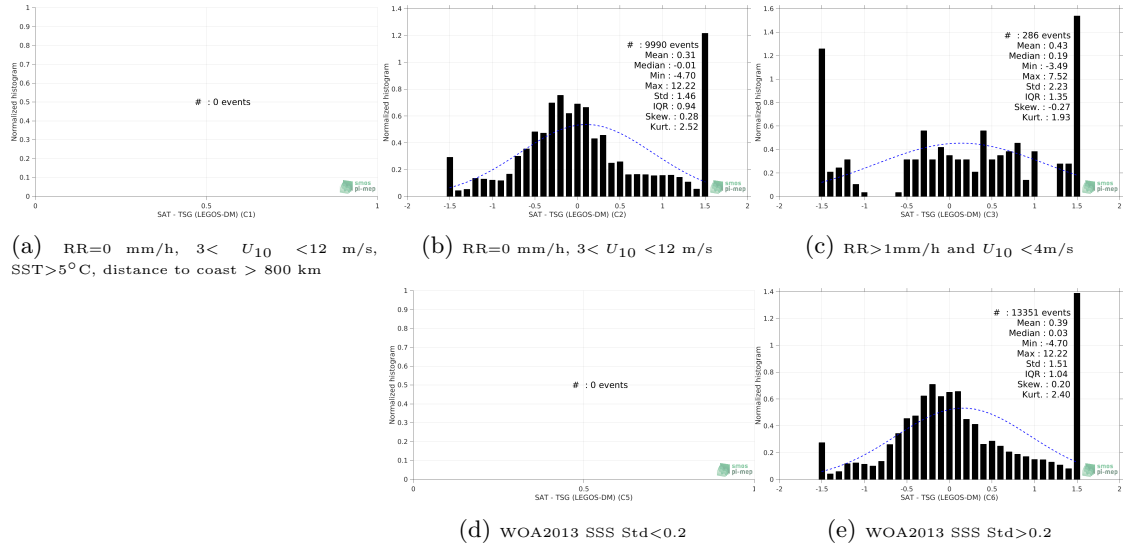 1
0.9
0.8
0.7
0.6
0.5
0.4
0.3
0.2
0.1
0
Normalized histogram
# : 0 events
0 0.5 1
SAT - TSG (LEGOS-DM) (C1)
smos
pi-mep
(a) RR=0 mm/h, 3< U10 <12 m/s,
SST>5°C, distance to coast > 800 km
1.4
1.2
1
0.8
0.6
0.4
0.2
0
Normalized histogram
# : 9990 events
Mean : 0.31
Median : -0.01
Min : -4.70
Max : 12.22
Std : 1.46
IQR : 0.94
Skew. : 0.28
Kurt. : 2.52
-2 -1.5 -1 -0.5 0 0.5 1 1.5 2
SAT - TSG (LEGOS-DM) (C2)
smos
pi-mep
(b) RR=0 mm/h, 3< U10 <12 m/s
1.6
1.4
1.2
1
0.8
0.6
0.4
0.2
0
Normalized histogram
# : 286 events
Mean : 0.43
Median : 0.19
Min : -3.49
Max : 7.52
Std : 2.23
IQR : 1.35
Skew. : -0.27
Kurt. : 1.93
-2 -1.5 -1 -0.5 0 0.5 1 1.5 2
SAT - TSG (LEGOS-DM) (C3)
smos
pi-mep
(c) RR>1mm/h and U10 <4m/s
1
0.9
0.8
0.7
0.6
0.5
0.4
0.3
0.2
0.1
0
Normalized histogram
# : 0 events
0 0.5 1
SAT - TSG (LEGOS-DM) (C5)
smos
pi-mep
(d) WOA2013 SSS Std<0.2
1.4
1.2
1
0.8
0.6
0.4
0.2
0
Normalized histogram
# : 13351 events
Mean : 0.39
Median : 0.03
Min : -4.70
Max : 12.22
Std : 1.51
IQR : 1.04
Skew. : 0.20
Kurt. : 2.40
-2 -1.5 -1 -0.5 0 0.5 1 1.5 2
SAT - TSG (LEGOS-DM) (C6)
smos
pi-mep
(e) WOA2013 SSS Std>0.2